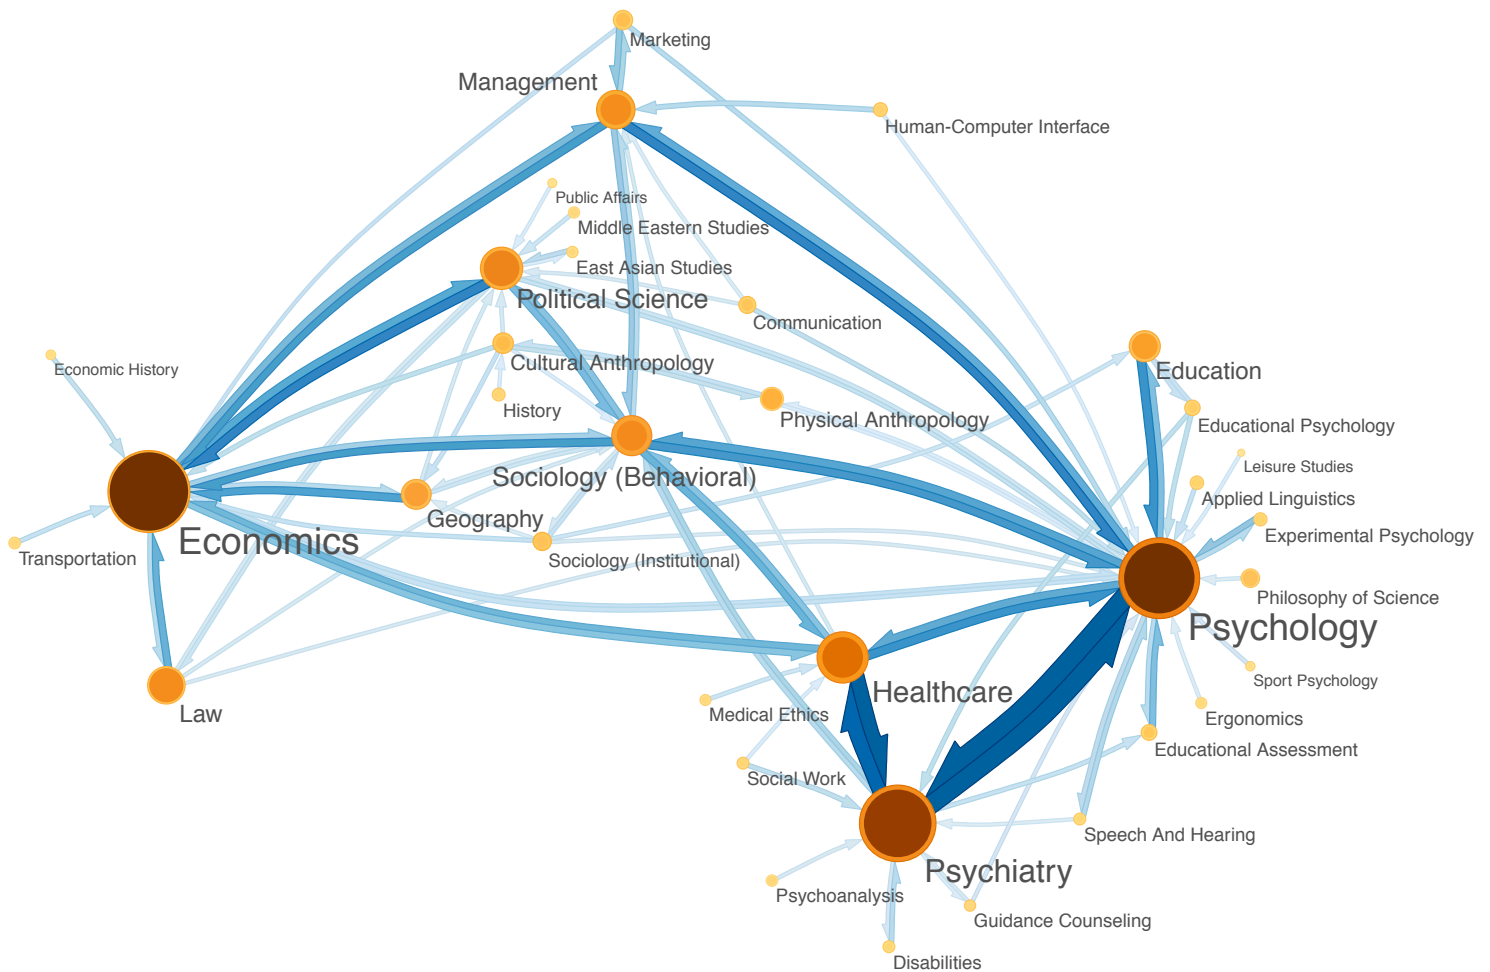 Marketing
Management
Human-Computer Interface
Public Affairs
Middle Eastern Studies
East Asian Studies
Political Science
Communication
Economic History
Cultural Anthropology
Education
History
Physical Anthropology
Educational Psychology
Leisure Studies
Sociology (Behavioral)
Applied Linguistics
Geography
Experimental Psychology
Economics
Transportation
Sociology (Institutional)
Philosophy of Science
Psychology
Sport Psychology
Healthcare
Law
Medical Ethics
Ergonomics
Educational Assessment
Social Work
Speech And Hearing
Psychiatry
Psychoanalysis
Guidance Counseling
Disabilities